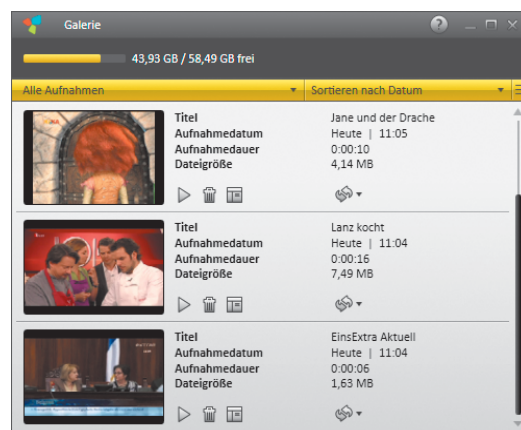 Galerie
43,93 GB / 58,49 GB frei
Alle Aufnahmen Sortieren nach Datum
Titel Jane und der Drache
Aufnahmedatum Heute | 11:05
Aufnahmedauer 0:00:10
Dateigröße 4,14 MB
Titel Lanz kocht
Aufnahmedatum Heute | 11:04
Aufnahmedauer 0:00:16
Dateigröße 7,49 MB
Titel EinsExtra Aktuell
Aufnahmedatum Heute | 11:04
Aufnahmedauer 0:00:06
Dateigröße 1,63 MB